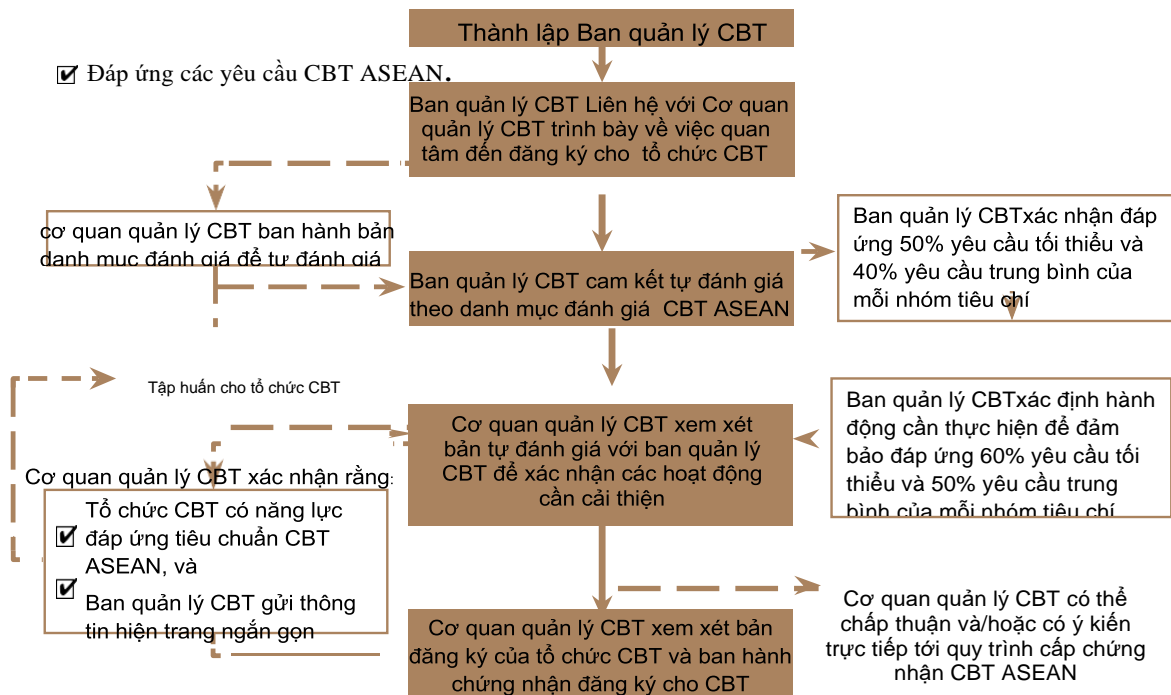 Thành lập Ban quản lý CBT
Đáp ứng các yêu cầu CBT ASEAN.
Ban quản lý CBT Liên hệ với Cơ quan
quản lý CBT trình bày về việc quan
tâm đến đăng ký cho tổ chức CBT
cơ quan quản lý CBT ban hành bản
danh mục đánh giá để tự đánh giá
Ban quản lý CBT cam kết tự đánh giá
theo danh mục đánh giá CBT ASEAN
Ban quản lý CBTxác nhận đáp
ứng 50% yêu cầu tối thiểu và
40% yêu cầu trung bình của
mỗi nhóm tiêu chí
Tập huấn cho tổ chức CBT
Cơ quan quản lý CBT xem xét
bản tự đánh giá với ban quản lý
CBT để xác nhận các hoạt động
cần cải thiện
Ban quản lý CBTxác định hành
động cần thực hiện để đảm
bảo đáp ứng 60% yêu cầu tối
thiểu và 50% yêu cầu trung
bình của mỗi nhóm tiêu chí
Cơ quan quản lý CBT xác nhận rằng:
Tổ chức CBT có năng lực
đáp ứng tiêu chuẩn CBT
ASEAN, và
Ban quản lý CBT gửi thông
tin hiện trang ngắn gọn
Cơ quan quản lý CBT xem xét bản
đăng ký của tổ chức CBT và ban hành
chứng nhận đăng ký cho CBT
Cơ quan quản lý CBT có thể
chấp thuận và/hoặc có ý kiến
trực tiếp tới quy trình cấp chứng
nhận CBT ASEAN